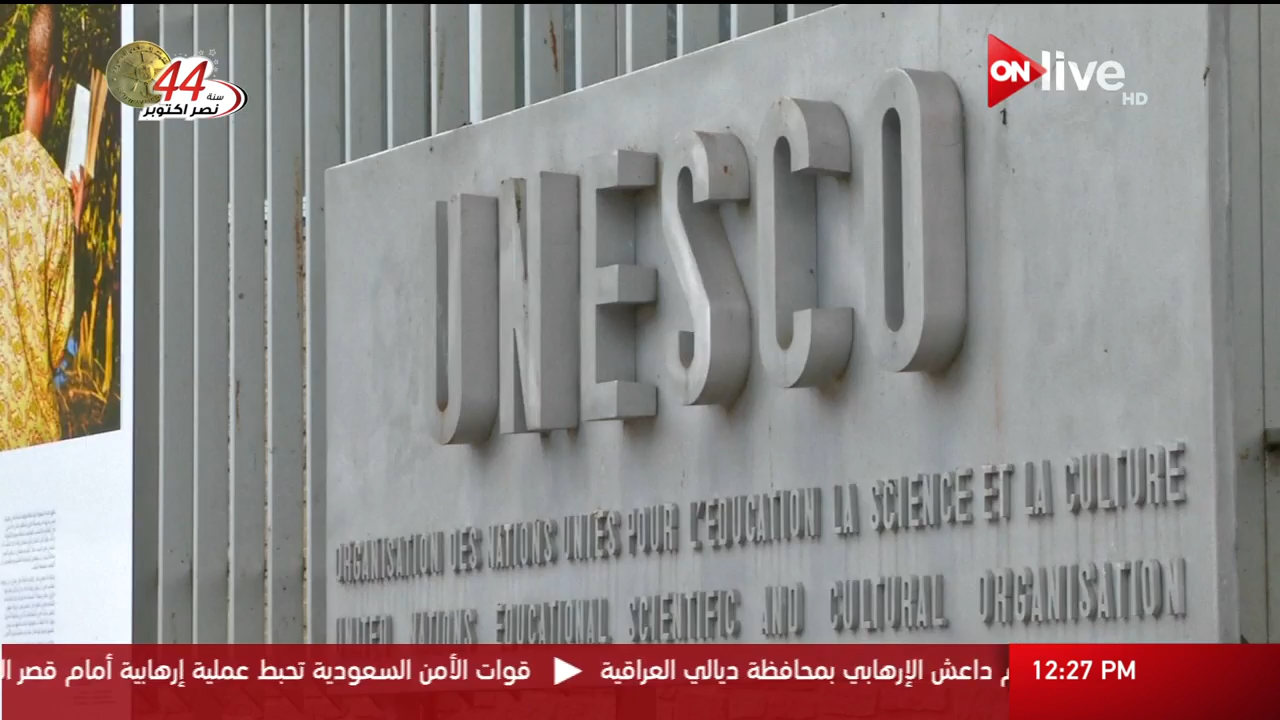 44
سنة
نصر اكتوبر
ON live
HD
UNESCO
ORGANISATION DES NATIONS UNIES POUR L'EDUCATION LA SCIENCE ET LA CULTURE
UNITED NATIONS EDUCATIONAL SCIENTIFIC AND CULTURAL ORGANISATION
داعش الإرهابي بمحافظة ديالي العراقية ◀ قوات الأمن السعودية تحبط عملية إرهابية أمام قصر
12:27 PM